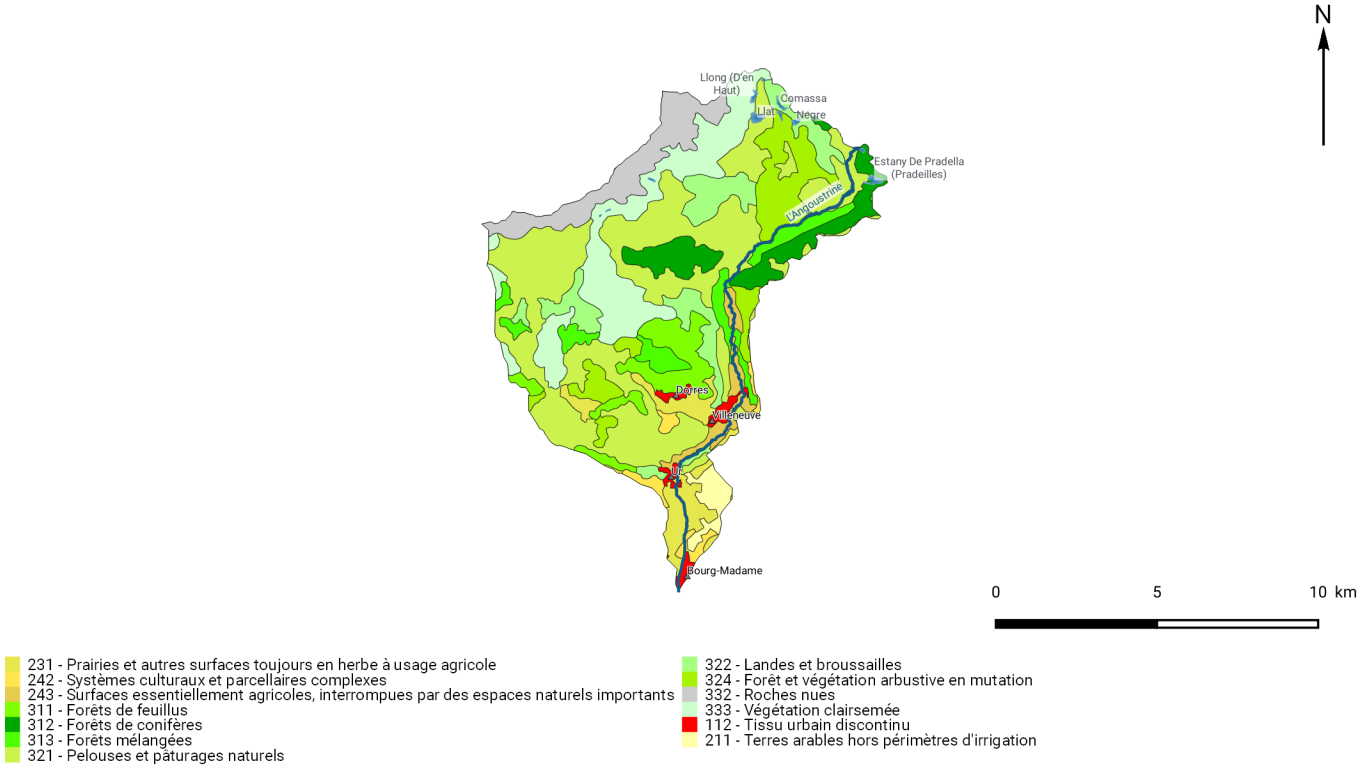 N
Llong (D'en
Haut)
Comassa
Llat
Negre
Estany De Pradella
(Pradeilles)
L'Angoustrine
Dorres
Villeneuve
Ur
Bourg-Madame
0 5 10 km
231 - Prairies et autres surfaces toujours en herbe à usage agricole
242 - Systèmes culturaux et parcellaires complexes
243 - Surfaces essentiellement agricoles, interrompues par des espaces naturels importants
311 - Forêts de feuillus
312 - Forêts de conifères
313 - Forêts mélangées
321 - Pelouses et pâturages naturels
322 - Landes et broussailles
324 - Forêt et végétation arbustive en mutation
332 - Roches nues
333 - Végétation clairsemée
112 - Tissu urbain discontinu
211 - Terres arables hors périmètres d'irrigation